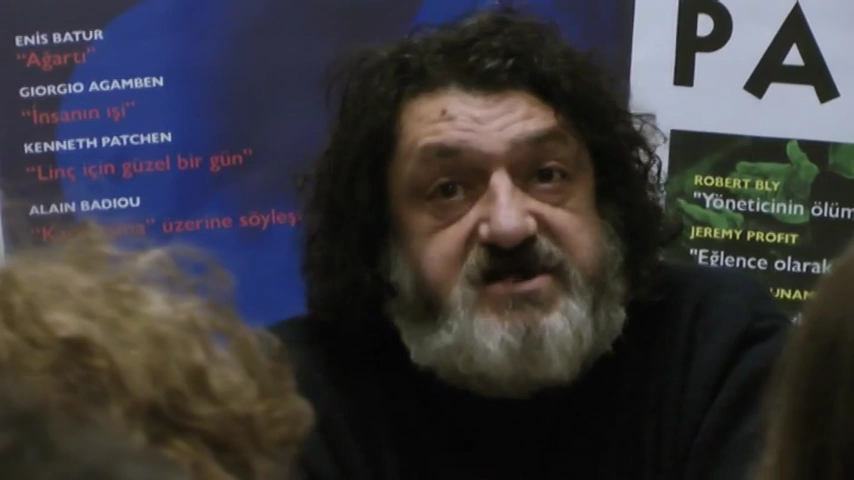 ENİS BATUR
"Ağartı"
GIORGIO AGAMBEN
"İnsanın işi"
KENNETH PATCHEN
"Linç için güzel bir gün"
ALAIN BADIOU
üzerine söyleş
PA
ROBERT BLY
"Yöneticinin ölüm
JEREMY PROFIT
"Eğlence olarak
UNAM